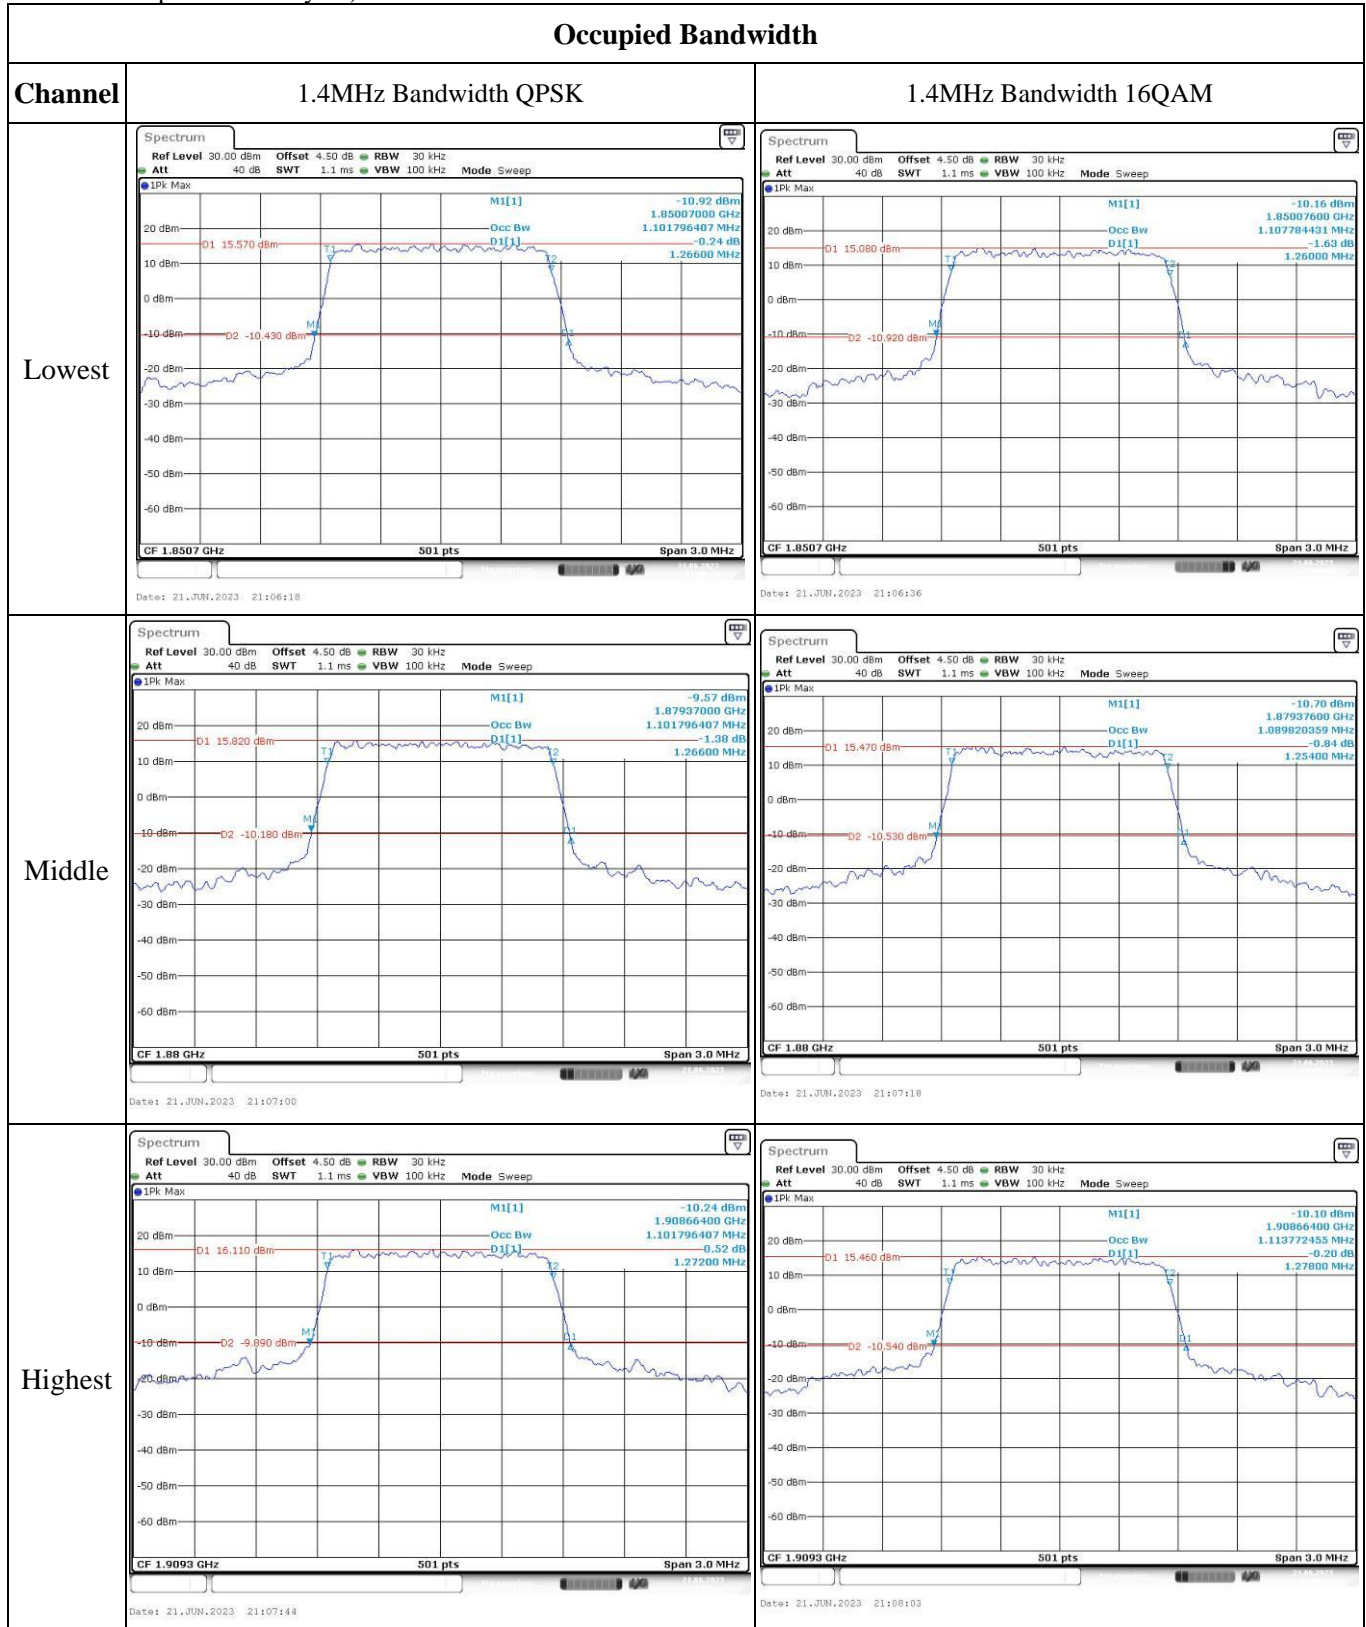 Occupied Bandwidth
Channel 1.4MHz Bandwidth QPSK 1.4MHz Bandwidth 16QAM
Lowest
Spectrum
Ref Level 30.00 dBm Offset 4.50 dB RBW 30 kHz
Att 40 dB SWT 1.1 ms VBW 100 kHz Mode Sweep
1Pk Max
M1[1] -10.92 dBm
1.85007000 GHz
20 dBm Occ Bw 1.101796407 MHz
D1 15.570 dBm D1[1] -0.24 dB
T1 T2 1.26600 MHz
10 dBm
0 dBm
M1
-10 dBm D2 -10.430 dBm D1
-20 dBm
-30 dBm
-40 dBm
-50 dBm
-60 dBm
CF 1.8507 GHz 501 pts Span 3.0 MHz
Date: 21.JUN.2023 21:06:18
Spectrum
Ref Level 30.00 dBm Offset 4.50 dB RBW 30 kHz
Att 40 dB SWT 1.1 ms VBW 100 kHz Mode Sweep
1Pk Max
M1[1] -10.16 dBm
1.85007600 GHz
20 dBm Occ Bw 1.107784431 MHz
D1 15.080 dBm D1[1] -1.63 dB
T1 T2 1.26000 MHz
10 dBm
0 dBm
M1
-10 dBm D2 -10.920 dBm D1
-20 dBm
-30 dBm
-40 dBm
-50 dBm
-60 dBm
CF 1.8507 GHz 501 pts Span 3.0 MHz
Date: 21.JUN.2023 21:06:36
Middle
Spectrum
Ref Level 30.00 dBm Offset 4.50 dB RBW 30 kHz
Att 40 dB SWT 1.1 ms VBW 100 kHz Mode Sweep
1Pk Max
M1[1] -9.57 dBm
1.87937000 GHz
20 dBm Occ Bw 1.101796407 MHz
D1 15.820 dBm D1[1] -1.38 dB
T1 T2 1.26600 MHz
10 dBm
0 dBm
M1
-10 dBm D2 -10.180 dBm D1
-20 dBm
-30 dBm
-40 dBm
-50 dBm
-60 dBm
CF 1.88 GHz 501 pts Span 3.0 MHz
Date: 21.JUN.2023 21:07:00
Spectrum
Ref Level 30.00 dBm Offset 4.50 dB RBW 30 kHz
Att 40 dB SWT 1.1 ms VBW 100 kHz Mode Sweep
1Pk Max
M1[1] -10.70 dBm
1.87937600 GHz
20 dBm Occ Bw 1.089820359 MHz
D1 15.470 dBm D1[1] -0.84 dB
T1 T2 1.25400 MHz
10 dBm
0 dBm
M1
-10 dBm D2 -10.530 dBm D1
-20 dBm
-30 dBm
-40 dBm
-50 dBm
-60 dBm
CF 1.88 GHz 501 pts Span 3.0 MHz
Date: 21.JUN.2023 21:07:18
Highest
Spectrum
Ref Level 30.00 dBm Offset 4.50 dB RBW 30 kHz
Att 40 dB SWT 1.1 ms VBW 100 kHz Mode Sweep
1Pk Max
M1[1] -10.24 dBm
1.90866400 GHz
20 dBm Occ Bw 1.101796407 MHz
D1 16.110 dBm D1[1] -0.52 dB
T1 T2 1.27200 MHz
10 dBm
0 dBm
M1
-10 dBm D2 -9.890 dBm D1
-20 dBm
-30 dBm
-40 dBm
-50 dBm
-60 dBm
CF 1.9093 GHz 501 pts Span 3.0 MHz
Date: 21.JUN.2023 21:07:44
Spectrum
Ref Level 30.00 dBm Offset 4.50 dB RBW 30 kHz
Att 40 dB SWT 1.1 ms VBW 100 kHz Mode Sweep
1Pk Max
M1[1] -10.10 dBm
1.90866400 GHz
20 dBm Occ Bw 1.113772455 MHz
D1 15.460 dBm D1[1] -0.20 dB
T1 T2 1.27800 MHz
10 dBm
0 dBm
M1
-10 dBm D2 -10.540 dBm D1
-20 dBm
-30 dBm
-40 dBm
-50 dBm
-60 dBm
CF 1.9093 GHz 501 pts Span 3.0 MHz
Date: 21.JUN.2023 21:08:03